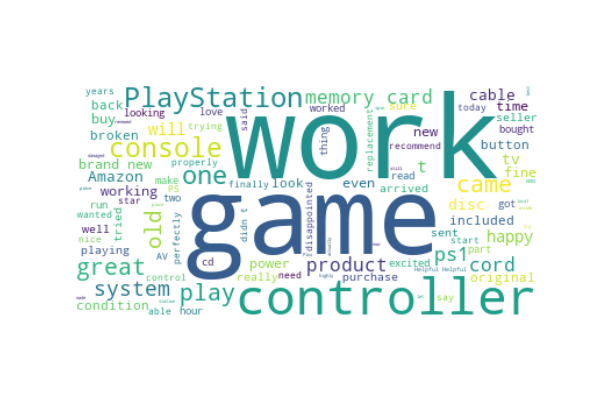 work
game
controller
PlayStation
memory card
cable
time
seller
bought
years
looking
back
love
buy
trying
said
worked
thing
replacement
sure
today
new
recommend
button
broken
console
will
one
brand new
Amazon
working
properly
make
star
PS
two
finally
look
even
t
read
tv
fine
arrived
came
disc
included
got
run
wanted
tried
old
perfectly
didn t
disappointed
well
nice
playing
AV
cd
power
product
sent
start
happy
ps1
part
cord
great
control
really
need
excited
Helpful Helpful
original
system
play
purchase
condition
able
hour
say